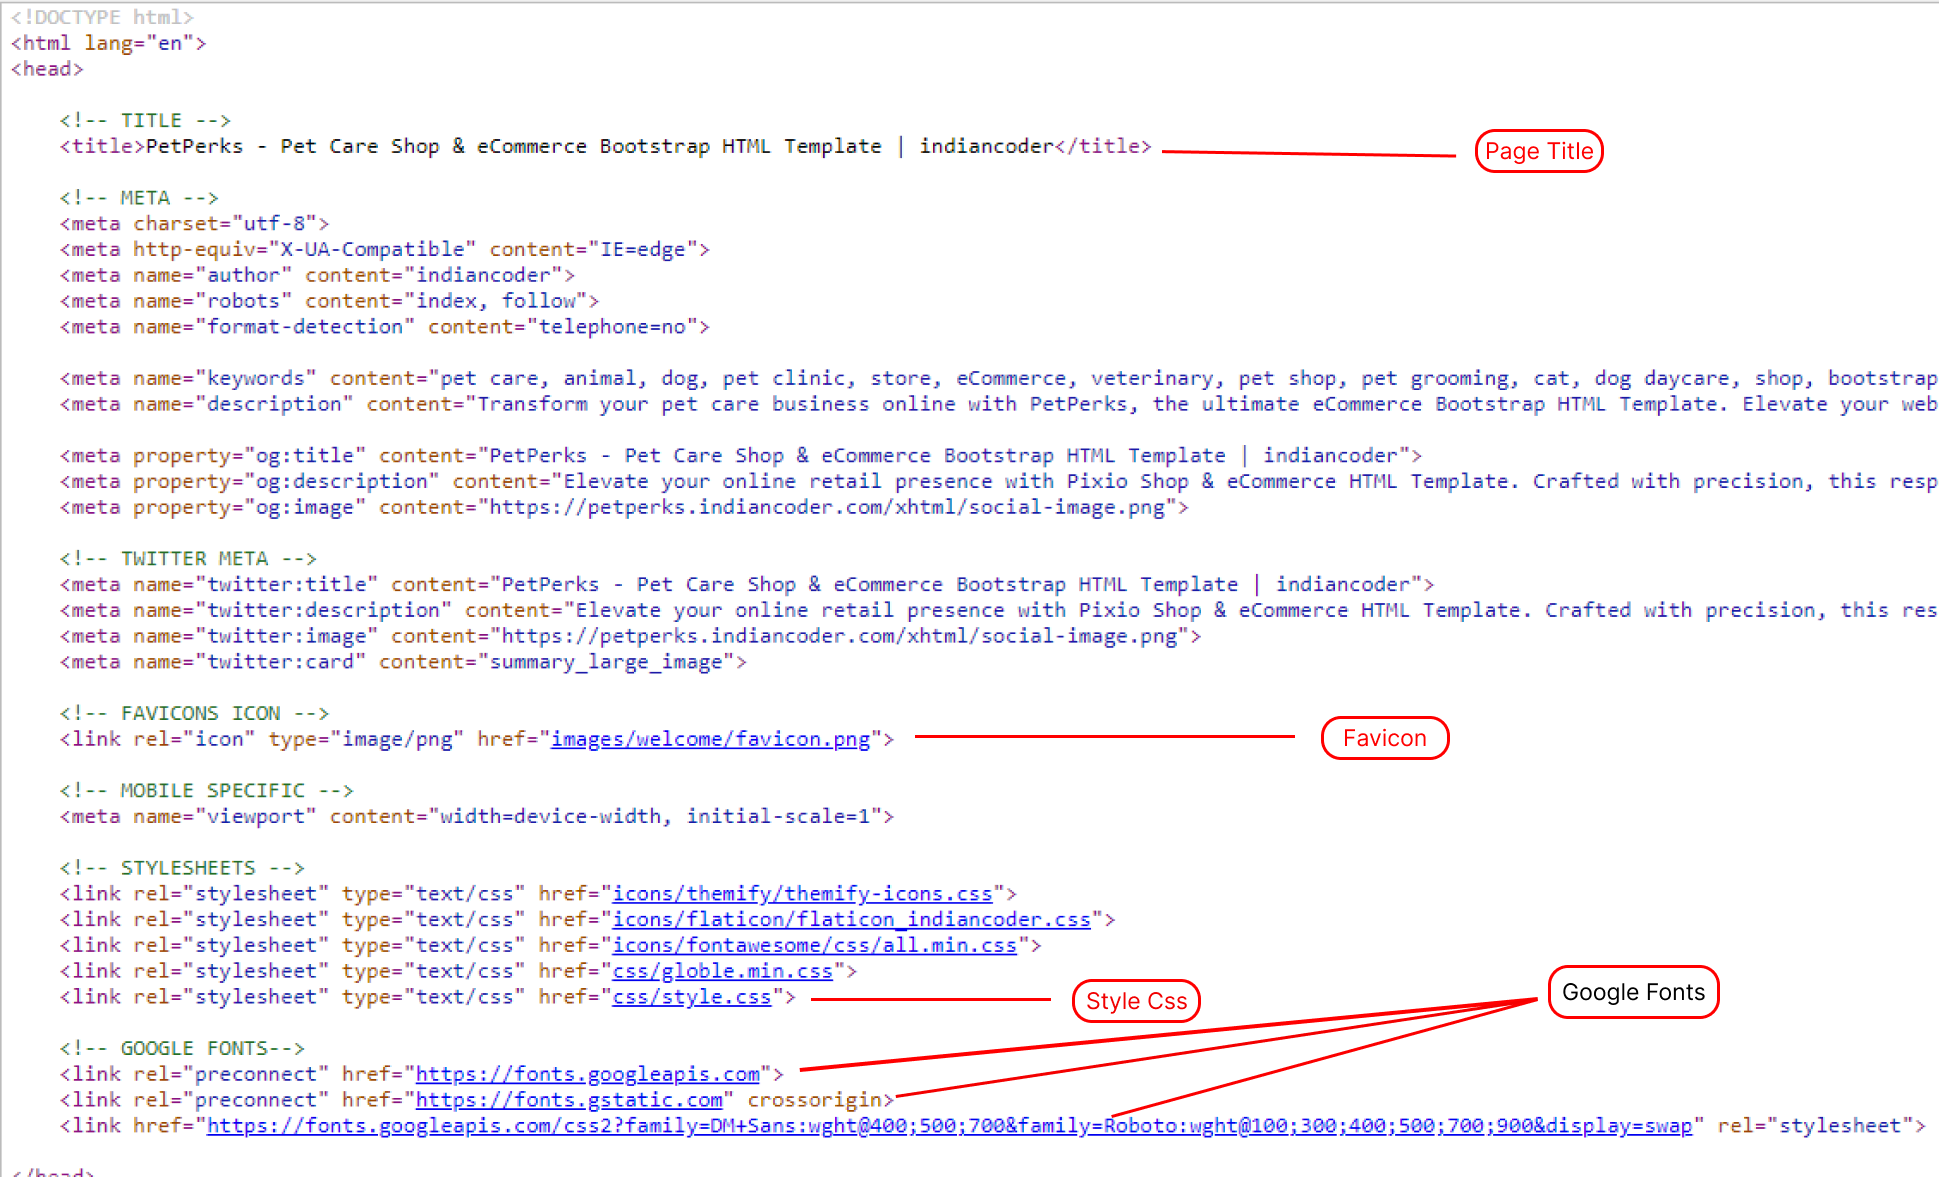 <!DOCTYPE html>
<html lang="en">
<head>
<!-- TITLE -->
<title>PetPerks - Pet Care Shop & eCommerce Bootstrap HTML Template | indiancoder</title>
Page Title
<!-- META -->
<meta charset="utf-8">
<meta http-equiv="X-UA-Compatible" content="IE=edge">
<meta name="author" content="indiancoder">
<meta name="robots" content="index, follow">
<meta name="format-detection" content="telephone=no">
<meta name="keywords" content="pet care, animal, dog, pet clinic, store, eCommerce, veterinary, pet shop, pet grooming, cat, dog daycare, shop, bootstrap
<meta name="description" content="Transform your pet care business online with PetPerks, the ultimate eCommerce Bootstrap HTML Template. Elevate your web
<meta property="og:title" content="PetPerks - Pet Care Shop & eCommerce Bootstrap HTML Template | indiancoder">
<meta property="og:description" content="Elevate your online retail presence with Pixio Shop & eCommerce HTML Template. Crafted with precision, this resp
<meta property="og:image" content="https://petperks.indiancoder.com/xhtml/social-image.png">
<!-- TWITTER META -->
<meta name="twitter:title" content="PetPerks - Pet Care Shop & eCommerce Bootstrap HTML Template | indiancoder">
<meta name="twitter:description" content="Elevate your online retail presence with Pixio Shop & eCommerce HTML Template. Crafted with precision, this res
<meta name="twitter:image" content="https://petperks.indiancoder.com/xhtml/social-image.png">
<meta name="twitter:card" content="summary_large_image">
<!-- FAVICONS ICON -->
<link rel="icon" type="image/png" href="images/welcome/favicon.png">
Favicon
<!-- MOBILE SPECIFIC -->
<meta name="viewport" content="width=device-width, initial-scale=1">
<!-- STYLESHEETS -->
<link rel="stylesheet" type="text/css" href="icons/themify/themify-icons.css">
<link rel="stylesheet" type="text/css" href="icons/flaticon/flaticon_indiancoder.css">
<link rel="stylesheet" type="text/css" href="icons/fontawesome/css/all.min.css">
<link rel="stylesheet" type="text/css" href="css/globle.min.css">
<link rel="stylesheet" type="text/css" href="css/style.css">
Style Css
Google Fonts
<!-- GOOGLE FONTS-->
<link rel="preconnect" href="https://fonts.googleapis.com">
<link rel="preconnect" href="https://fonts.gstatic.com" crossorigin>
<link href="https://fonts.googleapis.com/css2?family=DM+Sans:wght@400;500;700&family=Roboto:wght@100;300;400;500;700;900&display=swap" rel="stylesheet">
</head>